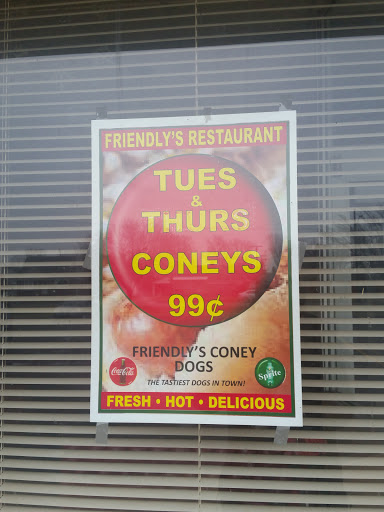 FRIENDLY'S RESTAURANT
TUES
&
THURS
CONEYS
99¢
FRIENDLY'S CONEY
DOGS
THE TASTIEST DOGS IN TOWN!
Coca-Cola
Sprite
FRESH • HOT • DELICIOUS